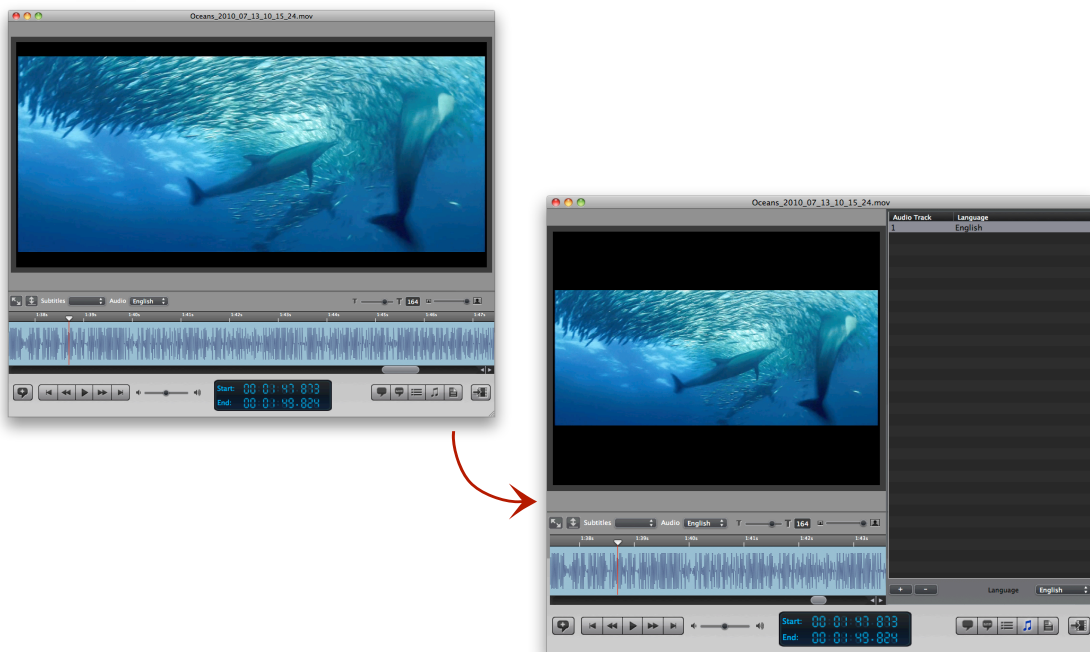 Oceans_2010_07_13_10_15_24.mov
Subtitles Audio English T T 164
1:38s 1:39s 1:40s 1:41s 1:42s 1:43s 1:44s 1:45s 1:46s 1:47s
Start: 00:01:47.873
End: 00:01:49.824
Oceans_2010_07_13_10_15_24.mov
Audio Track Language
1 English
Subtitles Audio English T T 164
1:38s 1:39s 1:40s 1:41s 1:42s 1:43s
+ - Language English
Start: 00:01:47.873
End: 00:01:49.824